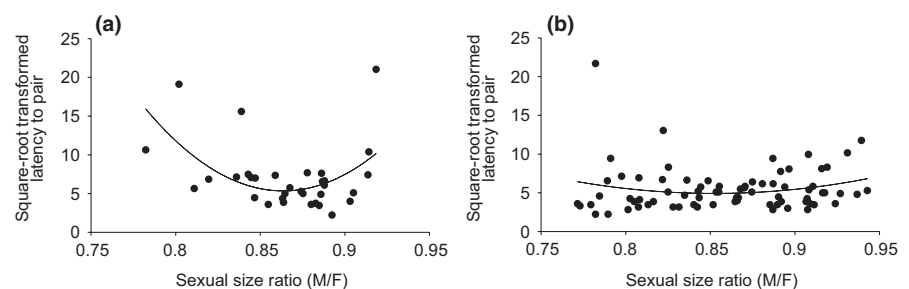 (a)
Square-root transformed
latency to pair
25
20
15
10
5
0
0.75
0.8
0.85
0.9
0.95
Sexual size ratio (M/F)
(b)
Square-root transformed
latency to pair
25
20
15
10
5
0
0.75
0.8
0.85
0.9
0.95
Sexual size ratio (M/F)